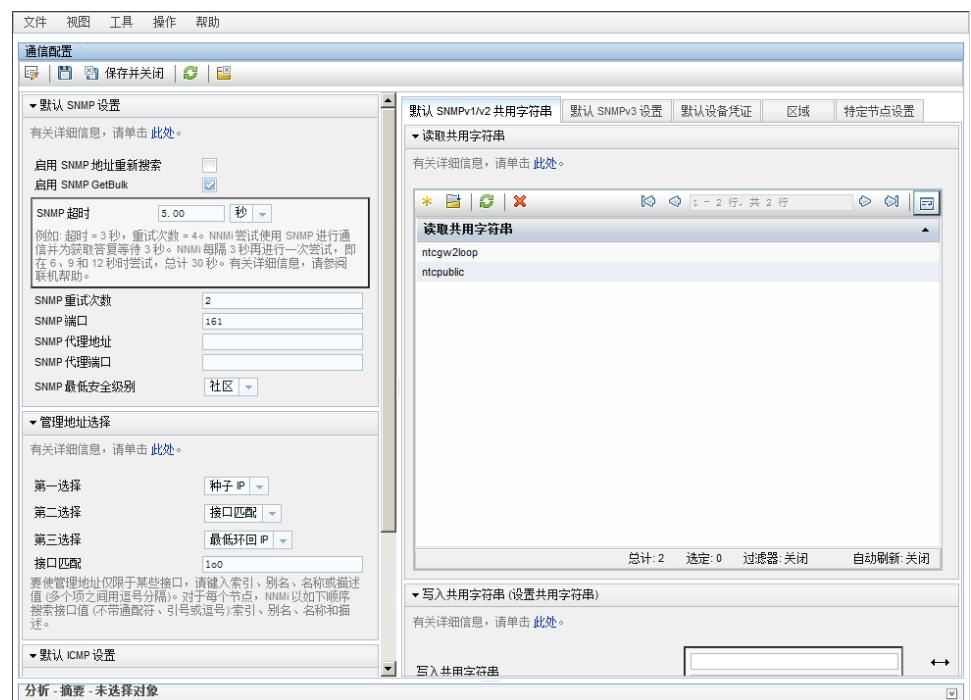 文件 视图 工具 操作 帮助
通信配置
保存并关闭
▼默认 SNMP 设置
有关详细信息，请单击 此处。
启用 SNMP 地址重新搜索
启用 SNMP GetBulk
SNMP 超时 5.00 秒
例如: 超时 = 3 秒，重试次数 = 4。NNMi 尝试使用 SNMP 进行通
信并为获取答复等待 3 秒。NNMi 每隔 3 秒再进行一次尝试，即
在 6、9和 12 秒时尝试，总计 30 秒。有关详细信息，请参阅
联机帮助。
SNMP 重试次数 2
SNMP 端口 161
SNMP 代理地址
SNMP 代理端口
SNMP 最低安全级别 社区
▼管理地址选择
有关详细信息，请单击 此处。
第一选择 种子 IP
第二选择 接口匹配
第三选择 最低环回 IP
接口匹配 lo0
要使管理地址仅限于某些接口，请键入索引、别名、名称或描述
值 (多个项之间用逗号分隔)。对于每个节点，NNMi 以如下顺序
搜索接口值 (不带通配符、引号或逗号):索引、别名、名称和描
述。
▼默认 ICMP 设置
默认 SNMPv1/v2 共用字符串 默认 SNMPv3 设置 默认设备凭证 区域 特定节点设置
▼读取共用字符串
有关详细信息，请单击 此处。
1 - 2 行，共 2 行
读取共用字符串
ntcgw2loop
ntcpublic
总计: 2 选定: 0 过滤器: 关闭 自动刷新: 关闭
▼写入共用字符串 (设置共用字符串)
有关详细信息，请单击 此处。
写入共用字符串
分析 - 摘要 - 未选择对象